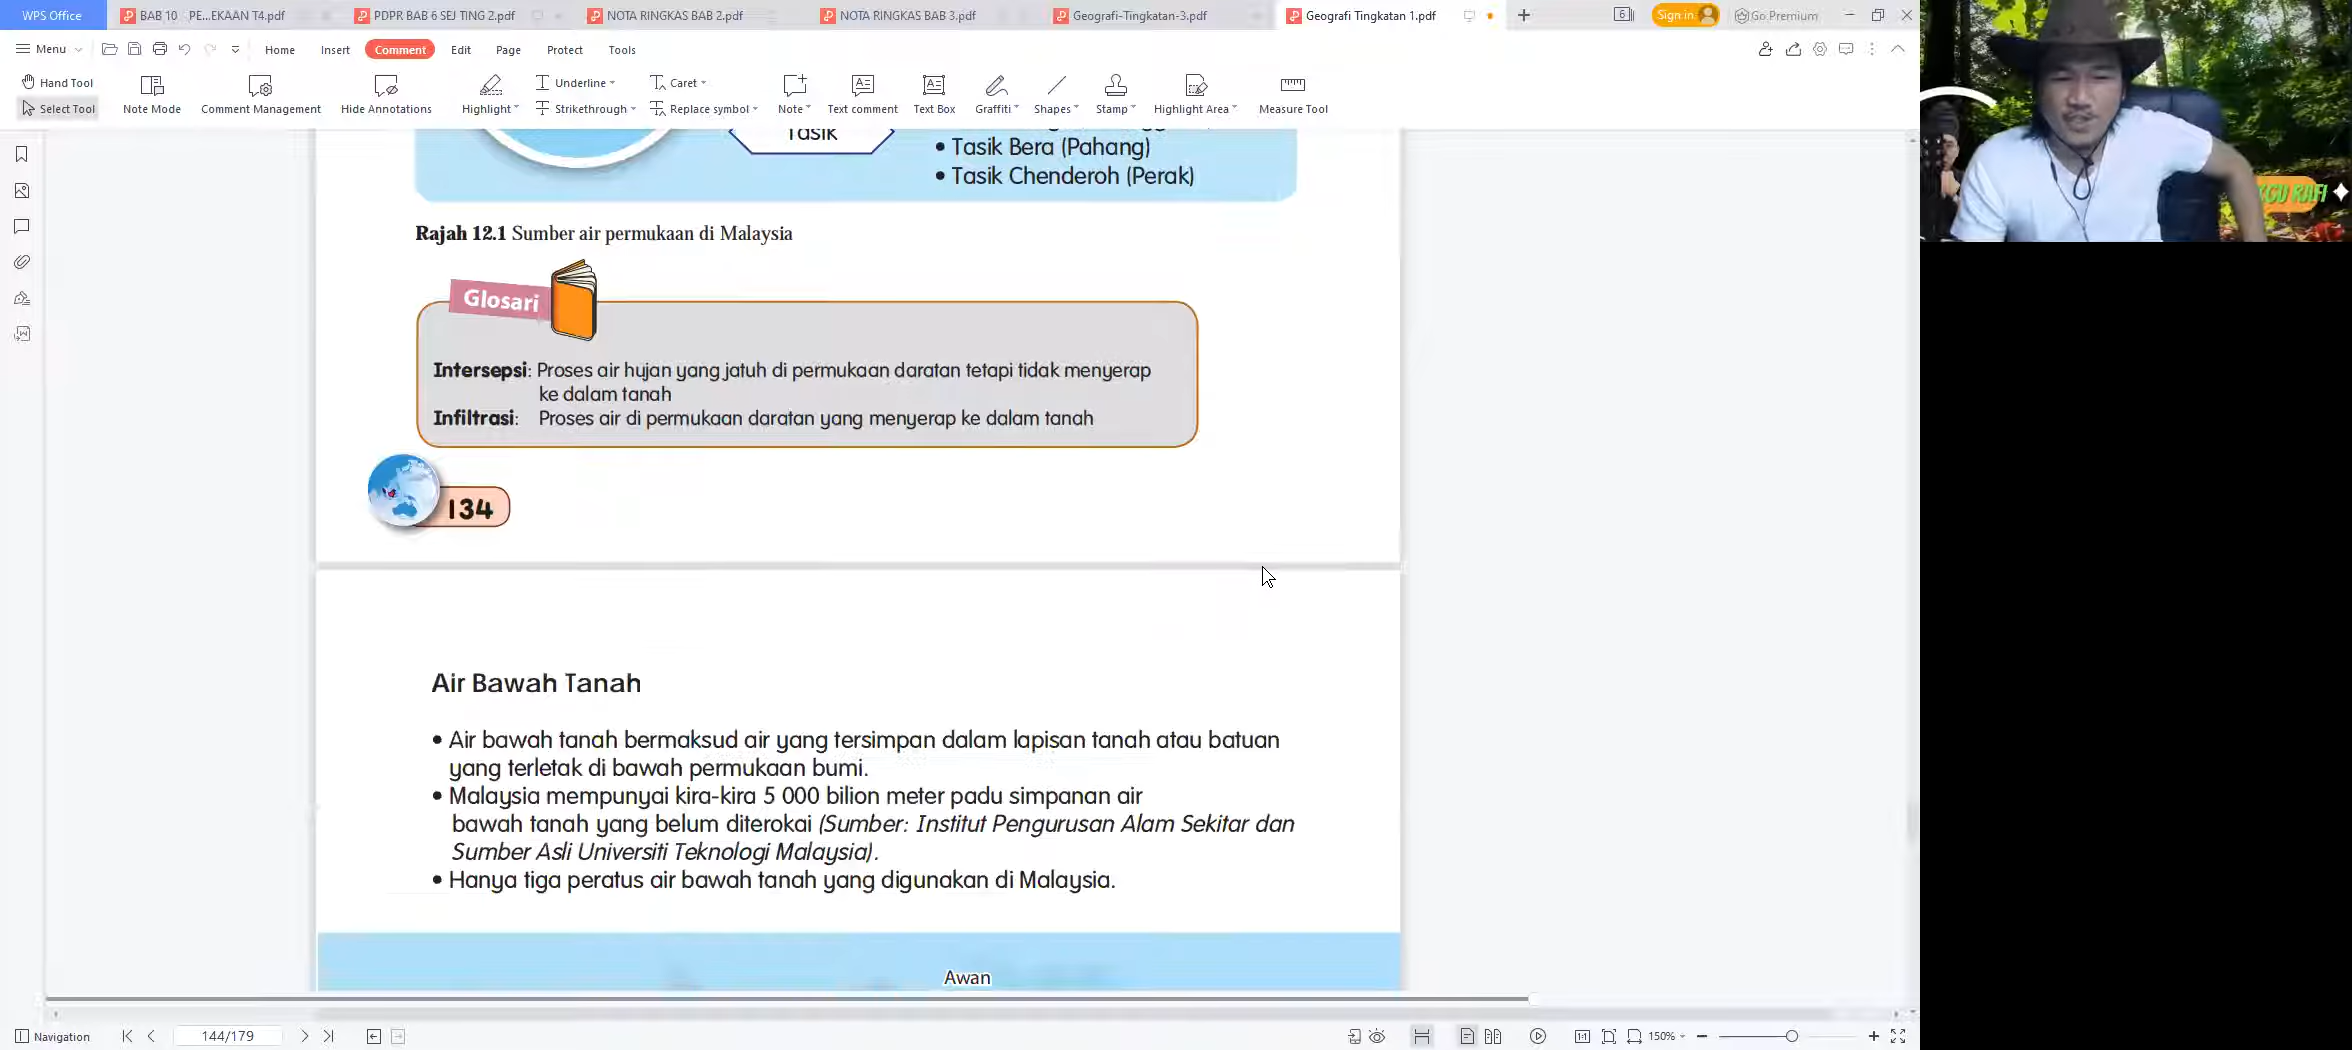 WPS Office
BAB 10 PE...EKAAN T4.pdf
PDPR BAB 6 SEJ TING 2.pdf
NOTA RINGKAS BAB 2.pdf
NOTA RINGKAS BAB 3.pdf
Geografi-Tingkatan-3.pdf
Geografi Tingkatan 1.pdf
6
Sign in
Go Premium
Menu
Home Insert Comment Edit Page Protect Tools
Hand Tool
Select Tool
Note Mode
Comment Management
Hide Annotations
Highlight
Underline
Strikethrough
Caret
Replace symbol
Note
Text comment
Text Box
Graffiti
Shapes
Stamp
Highlight Area
Measure Tool
Tasik
• Tasik Bera (Pahang)
• Tasik Chenderoh (Perak)
Rajah 12.1 Sumber air permukaan di Malaysia
Glosari
Intersepsi: Proses air hujan yang jatuh di permukaan daratan tetapi tidak menyerap
ke dalam tanah
Infiltrasi: Proses air di permukaan daratan yang menyerap ke dalam tanah
134
Air Bawah Tanah
• Air bawah tanah bermaksud air yang tersimpan dalam lapisan tanah atau batuan
yang terletak di bawah permukaan bumi.
• Malaysia mempunyai kira-kira 5 000 bilion meter padu simpanan air
bawah tanah yang belum diterokai (Sumber: Institut Pengurusan Alam Sekitar dan
Sumber Asli Universiti Teknologi Malaysia).
• Hanya tiga peratus air bawah tanah yang digunakan di Malaysia.
Awan
Navigation
144/179
1:1
150%
RAFI